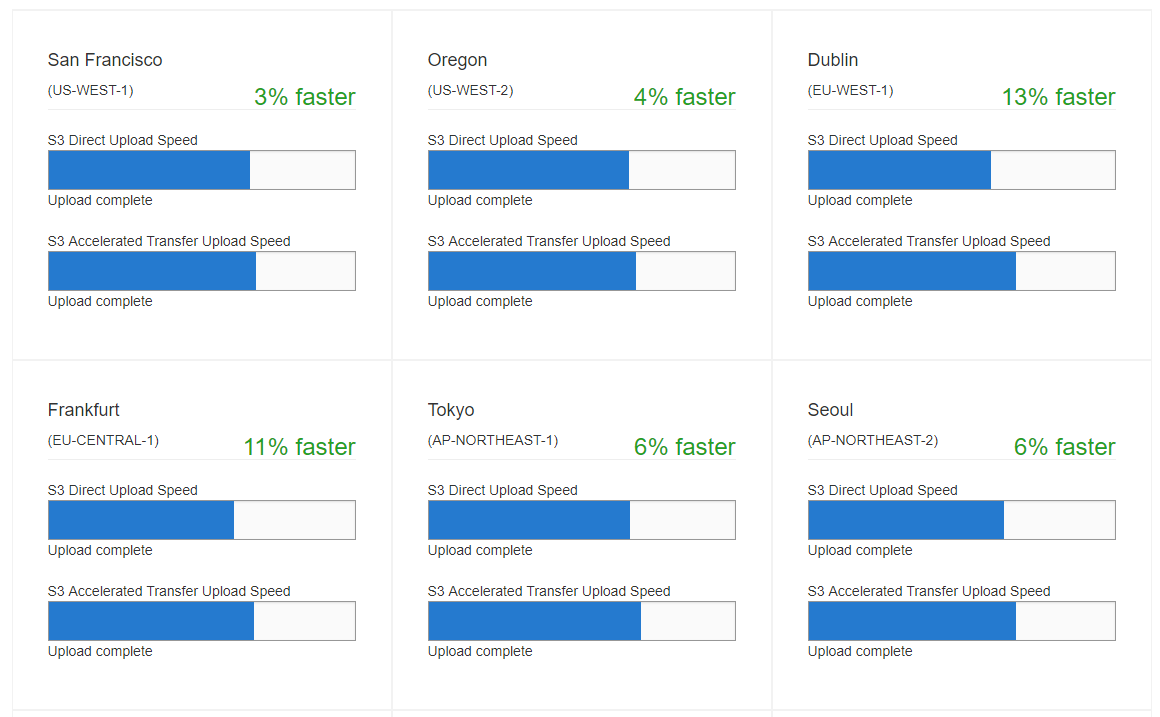 San Francisco
(US-WEST-1)
3% faster
S3 Direct Upload Speed
Upload complete
S3 Accelerated Transfer Upload Speed
Upload complete
Oregon
(US-WEST-2)
4% faster
S3 Direct Upload Speed
Upload complete
S3 Accelerated Transfer Upload Speed
Upload complete
Dublin
(EU-WEST-1)
13% faster
S3 Direct Upload Speed
Upload complete
S3 Accelerated Transfer Upload Speed
Upload complete
Frankfurt
(EU-CENTRAL-1)
11% faster
S3 Direct Upload Speed
Upload complete
S3 Accelerated Transfer Upload Speed
Upload complete
Tokyo
(AP-NORTHEAST-1)
6% faster
S3 Direct Upload Speed
Upload complete
S3 Accelerated Transfer Upload Speed
Upload complete
Seoul
(AP-NORTHEAST-2)
6% faster
S3 Direct Upload Speed
Upload complete
S3 Accelerated Transfer Upload Speed
Upload complete